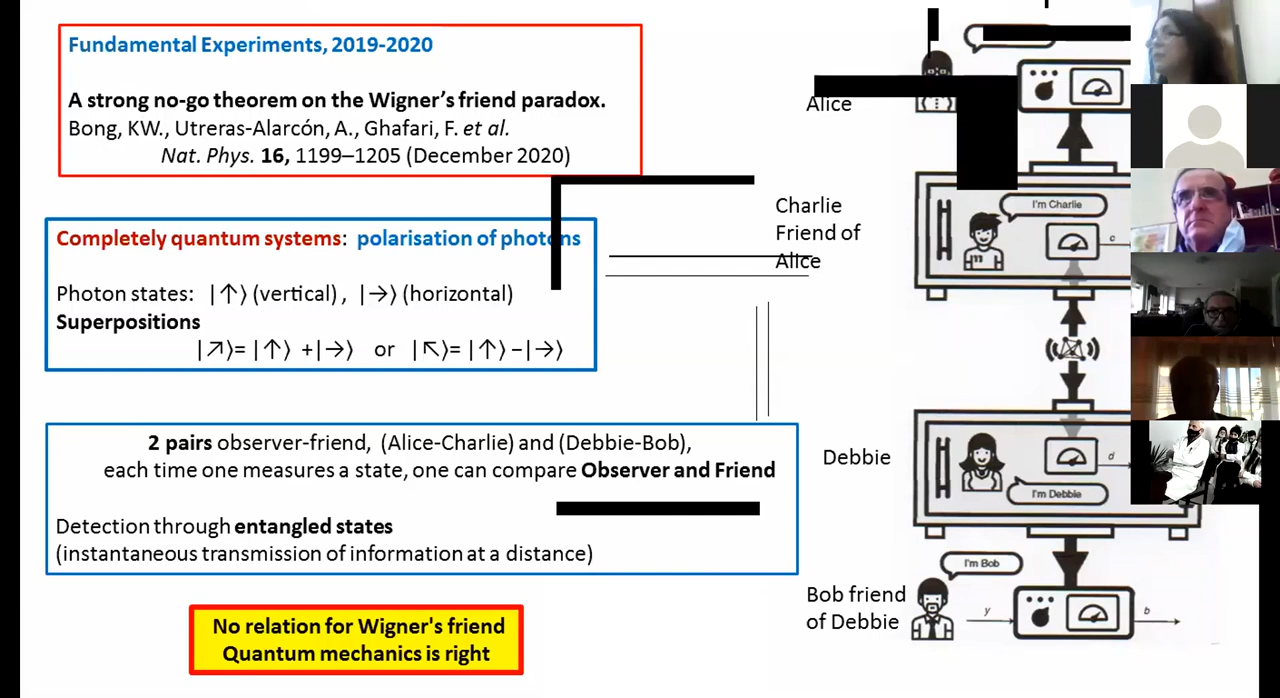 Fundamental Experiments, 2019-2020
A strong no-go theorem on the Wigner's friend paradox.
Bong, KW., Utreras-Alarcón, A., Ghafari, F. et al.
Nat. Phys. 16, 1199–1205 (December 2020)
Completely quantum systems: polarisation of photons
Photon states: |↑⟩ (vertical) , |→⟩ (horizontal)
Superpositions
|↗⟩= |↑⟩ +|→⟩ or |↖⟩= |↑⟩ −|→⟩
2 pairs observer-friend, (Alice-Charlie) and (Debbie-Bob),
each time one measures a state, one can compare Observer and Friend
Detection through entangled states
(instantaneous transmission of information at a distance)
No relation for Wigner's friend
Quantum mechanics is right
Alice
Charlie
Friend of
Alice
I'm Charlie
c
Debbie
d
I'm Debbie
I'm Bob
Bob friend
of Debbie
y
b